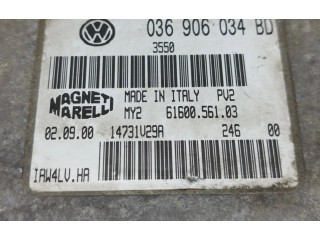 VW
036 906 034 BD
3550
MAGNETI MARELLI
MADE IN ITALY PV2
MY2 61600.561.03
02.09.00 14731V29A 246 00
IAW4LV.HA